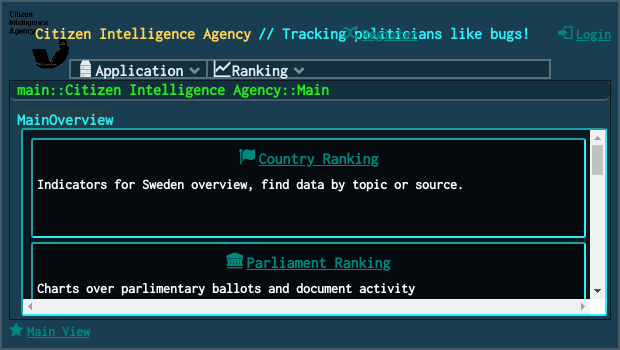 Citizen
Intelligence
Agency
Citizen Intelligence Agency // Tracking politicians like bugs!
Register
Login
Application
Ranking
main::Citizen Intelligence Agency::Main
MainOverview
Country Ranking
Indicators for Sweden overview, find data by topic or source.
Parliament Ranking
Charts over parlimentary ballots and document activity
Main View